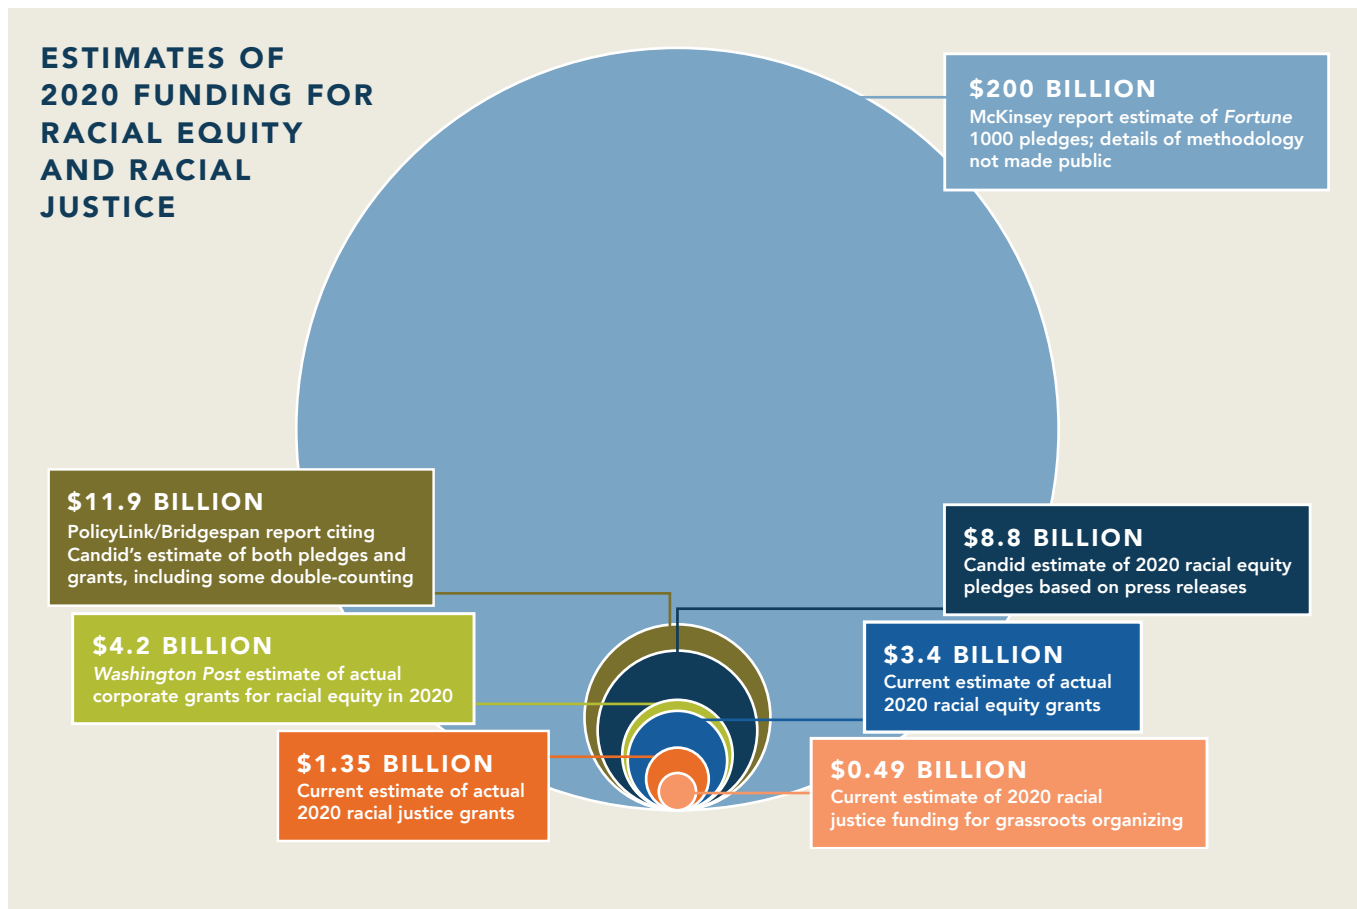 ESTIMATES OF
2020 FUNDING FOR
RACIAL EQUITY
AND RACIAL
JUSTICE
$200 BILLION
McKinsey report estimate of Fortune
1000 pledges; details of methodology
not made public
$11.9 BILLION
PolicyLink/Bridgespan report citing
Candid’s estimate of both pledges and
grants, including some double-counting
$8.8 BILLION
Candid estimate of 2020 racial equity
pledges based on press releases
$4.2 BILLION
Washington Post estimate of actual
corporate grants for racial equity in 2020
$3.4 BILLION
Current estimate of actual
2020 racial equity grants
$1.35 BILLION
Current estimate of actual
2020 racial justice grants
$0.49 BILLION
Current estimate of 2020 racial
justice funding for grassroots organizing